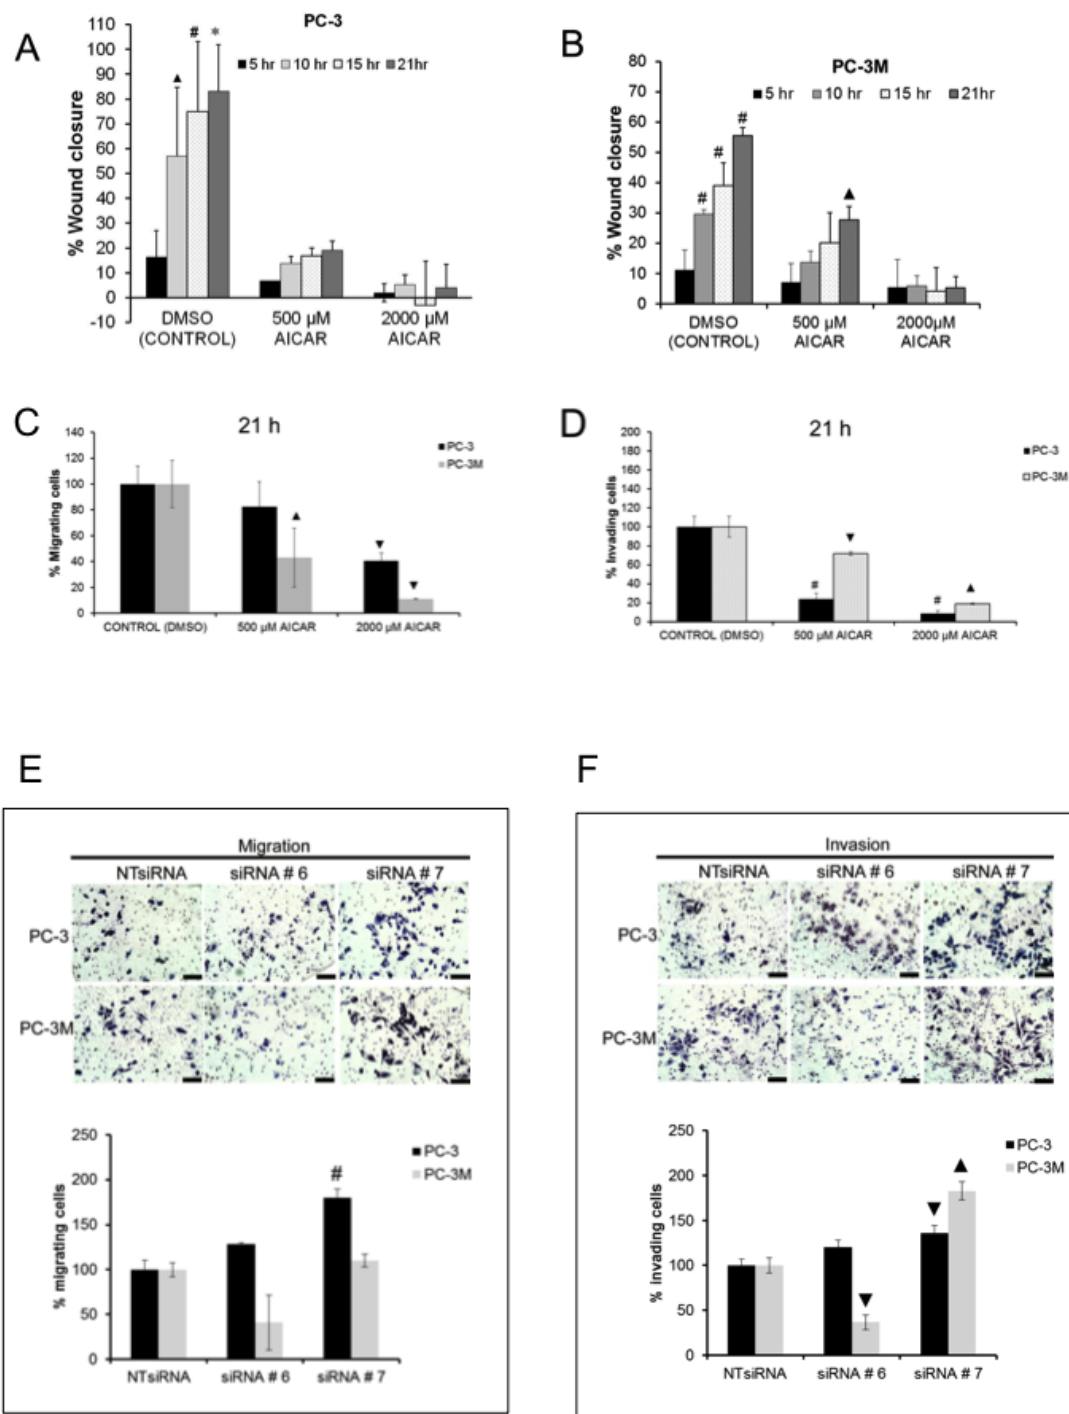 A
PC-3
110
100
90
80
70
60
50
40
30
20
10
0
-10
% Wound closure
5 hr 10 hr 15 hr 21hr
▲ # *
DMSO (CONTROL)
500 µM AICAR
2000 µM AICAR
B
PC-3M
80
70
60
50
40
30
20
10
0
% Wound closure
5 hr 10 hr 15 hr 21hr
# # # ▲
DMSO (CONTROL)
500 µM AICAR
2000µM AICAR
C
21 h
140
120
100
80
60
40
20
0
% Migrating cells
PC-3
PC-3M
▲ ▼ ▼
CONTROL (DMSO) 500 µM AICAR 2000 µM AICAR
D
21 h
200
180
160
140
120
100
80
60
40
20
0
% Invading cells
PC-3
PC-3M
# ▼ # ▲
CONTROL (DMSO) 500 µM AICAR 2000 µM AICAR
E
Migration
NTsiRNA siRNA # 6 siRNA # 7
PC-3
PC-3M
250
200
150
100
50
0
% migrating cells
PC-3
PC-3M
#
NTsiRNA siRNA # 6 siRNA # 7
F
Invasion
NTsiRNA siRNA # 6 siRNA # 7
PC-3
PC-3M
250
200
150
100
50
0
% invading cells
PC-3
PC-3M
▼ ▼ ▲
NTsiRNA siRNA # 6 siRNA # 7